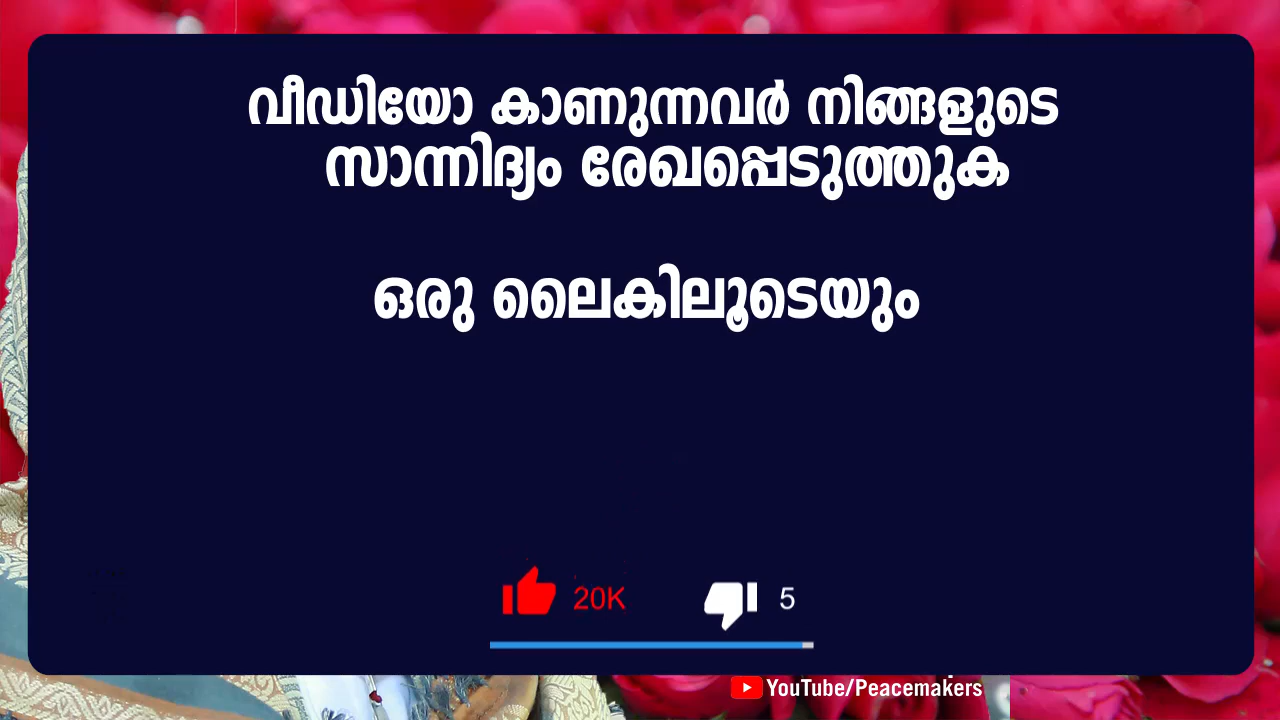 വീഡിയോ കാണുന്നവർ നിങ്ങളുടെ
സാന്നിദ്യം രേഖപ്പെടുത്തുക
ഒരു ലൈകിലൂടെയും
20K 5
YouTube/Peacemakers